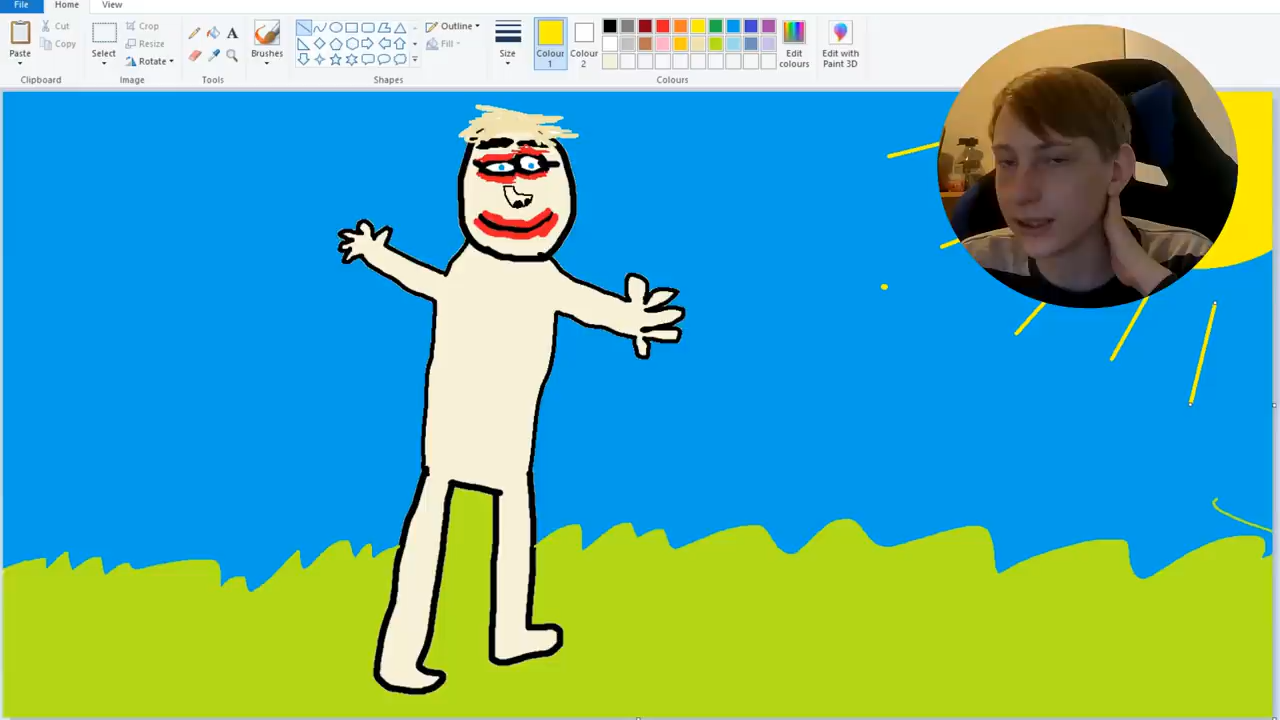 File Home View
Cut
Copy
Paste
Clipboard
Crop
Resize
Rotate
Select
Image
A
Tools
Brushes
Shapes
Outline
Fill
Size
Colour
1
Colour
2
Edit
colours
Colours
Edit with
Paint 3D